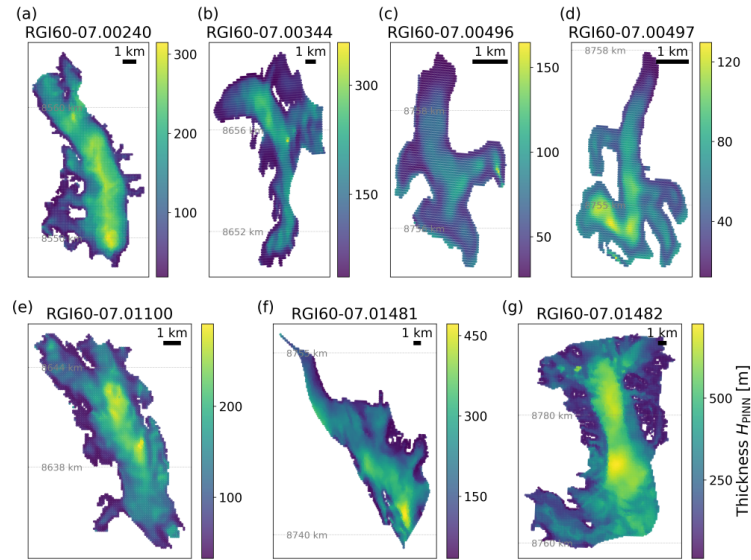 (a)
RGI60-07.00240
1 km
300
200
100
(b)
RGI60-07.00344
1 km
8656 km
8652 km
300
150
(c)
RGI60-07.00496
1 km
150
100
50
(d)
RGI60-07.00497
1 km
8758 km
120
80
40
(e)
RGI60-07.01100
1 km
8644 km
8638 km
200
100
(f)
RGI60-07.01481
1 km
8740 km
450
300
150
(g)
RGI60-07.01482
1 km
8780 km
8760 km
500
250
Thickness H_PINN [m]